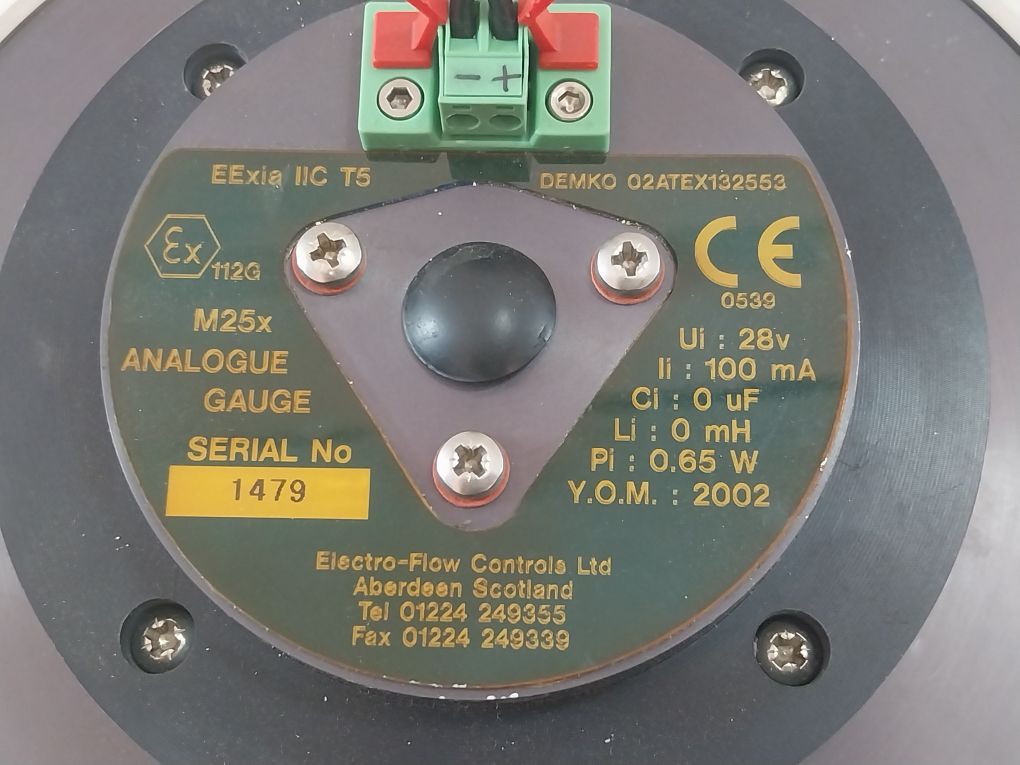 - +
EExia IIC T5
DEMKO 02ATEX132553
Ex 112G
CE
0539
M25x
ANALOGUE
GAUGE
SERIAL No
1479
Ui : 28v
Ii : 100 mA
Ci : 0 uF
Li : 0 mH
Pi : 0.65 W
Y.O.M. : 2002
Electro-Flow Controls Ltd
Aberdeen Scotland
Tel 01224 249355
Fax 01224 249339